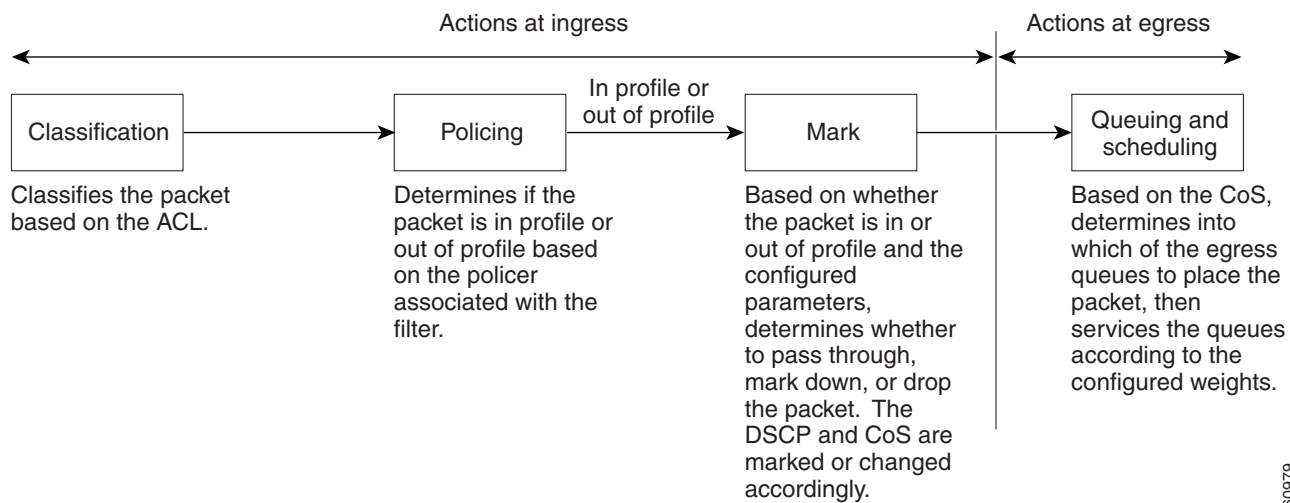 Actions at ingress
Actions at egress
Classification
Policing
In profile or
out of profile
Mark
Queuing and
scheduling
Classifies the packet
based on the ACL.
Determines if the
packet is in profile or
out of profile based
on the policer
associated with the
filter.
Based on whether
the packet is in or
out of profile and the
configured
parameters,
determines whether
to pass through,
mark down, or drop
the packet. The
DSCP and CoS are
marked or changed
accordingly.
Based on the CoS,
determines into
which of the egress
queues to place the
packet, then
services the queues
according to the
configured weights.
60979